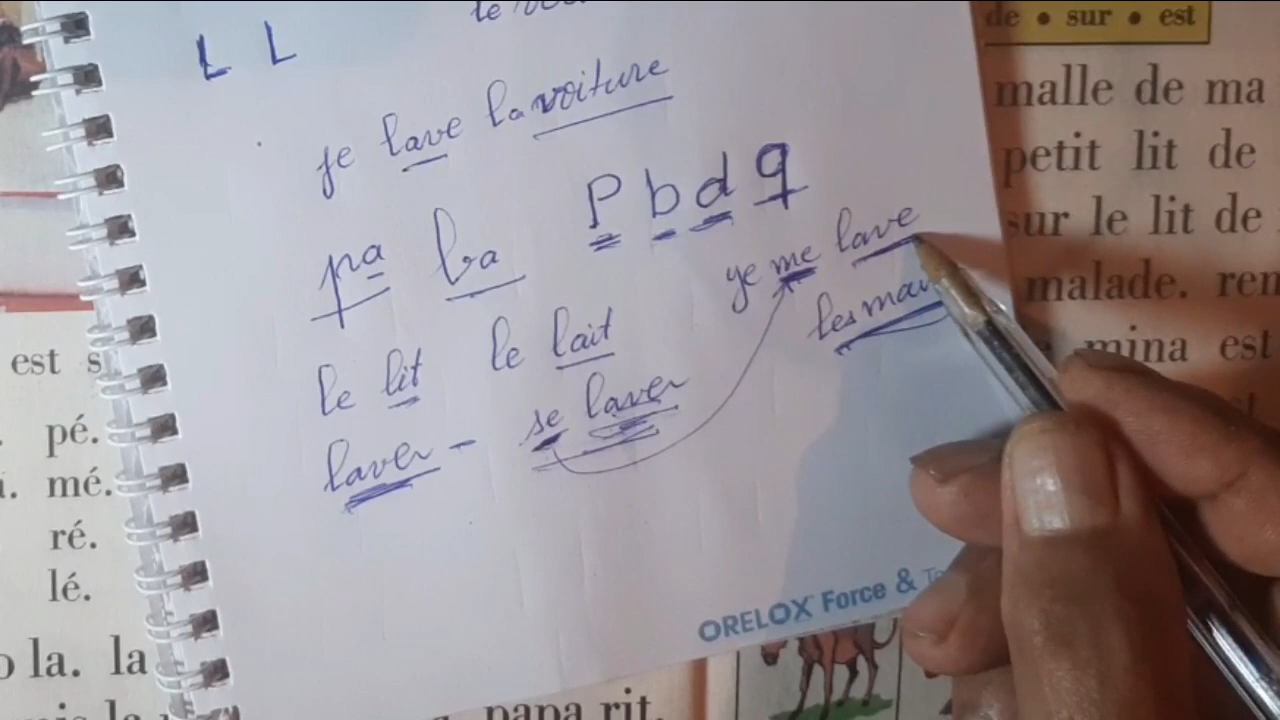 le
L L
je lave la voiture
pa ba P b d q
je me lave
les
le lit le lait
laver - se laver
ORELOX Force &
est
pé.
mé.
ré.
lé.
la. la
papa rit.
de • sur • est
malle de ma
petit lit de
sur le lit de
malade.
mina est